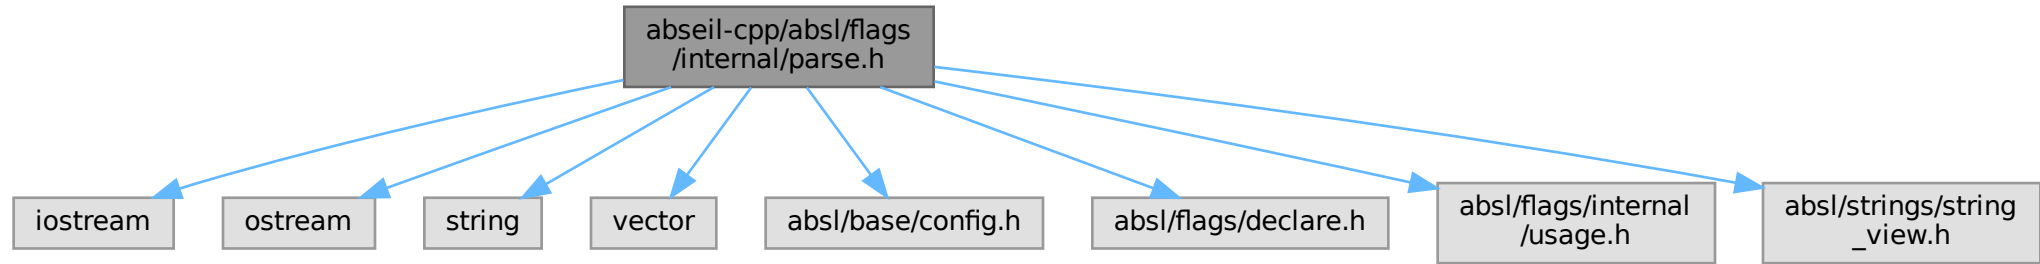 abseil-cpp/absl/flags
/internal/parse.h
iostream
ostream
string
vector
absl/base/config.h
absl/flags/declare.h
absl/flags/internal
/usage.h
absl/strings/string
_view.h